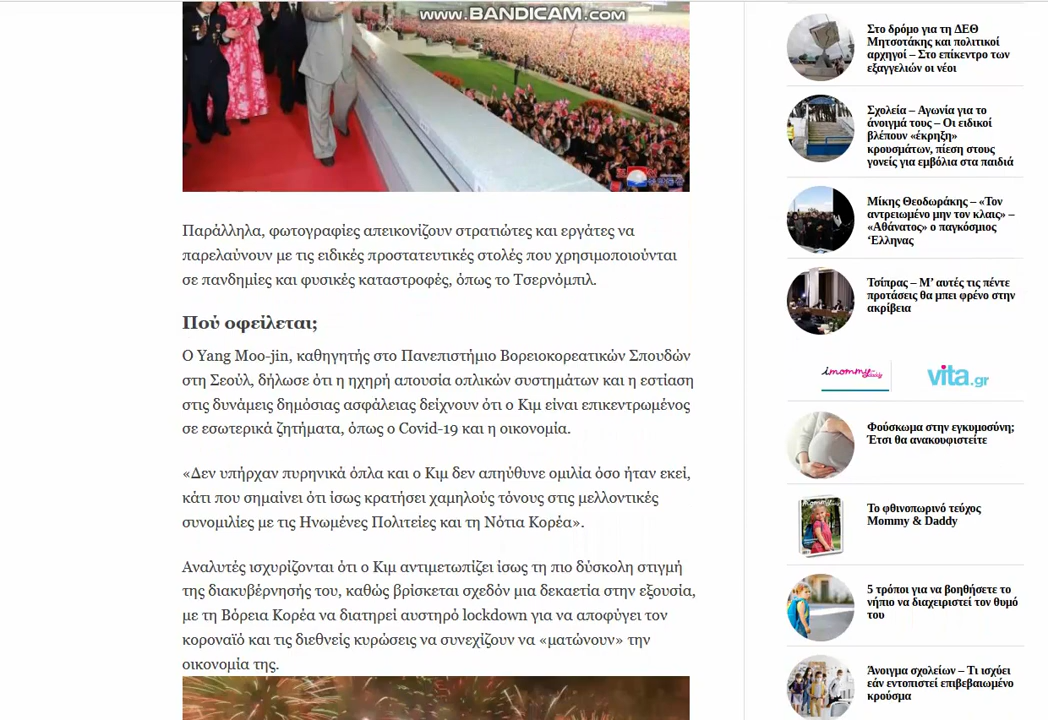 www.BANDICAM.com
Παράλληλα, φωτογραφίες απεικονίζουν στρατιώτες και εργάτες να
παρελαύνουν με τις ειδικές προστατευτικές στολές που χρησιμοποιούνται
σε πανδημίες και φυσικές καταστροφές, όπως το Τσερνόμπιλ.
Πού οφείλεται;
Ο Yang Moo-jin, καθηγητής στο Πανεπιστήμιο Βορειοκορεατικών Σπουδών
στη Σεούλ, δήλωσε ότι η ηχηρή απουσία οπλικών συστημάτων και η εστίαση
στις δυνάμεις δημόσιας ασφάλειας δείχνουν ότι ο Κιμ είναι επικεντρωμένος
σε εσωτερικά ζητήματα, όπως ο Covid-19 και η οικονομία.
«Δεν υπήρχαν πυρηνικά όπλα και ο Κιμ δεν απηύθυνε ομιλία όσο ήταν εκεί,
κάτι που σημαίνει ότι ίσως κρατήσει χαμηλούς τόνους στις μελλοντικές
συνομιλίες με τις Ηνωμένες Πολιτείες και τη Νότια Κορέα».
Αναλυτές ισχυρίζονται ότι ο Κιμ αντιμετωπίζει ίσως τη πιο δύσκολη στιγμή
της διακυβέρνησής του, καθώς βρίσκεται σχεδόν μια δεκαετία στην εξουσία,
με τη Βόρεια Κορέα να διατηρεί αυστηρό lockdown για να αποφύγει τον
κοροναϊό και τις διεθνείς κυρώσεις να συνεχίζουν να «ματώνουν» την
οικονομία της.
Στο δρόμο για τη ΔΕΘ
Μητσοτάκης και πολιτικοί
αρχηγοί – Στο επίκεντρο των
εξαγγελιών οι νέοι
Σχολεία – Αγωνία για το
άνοιγμά τους – Οι ειδικοί
βλέπουν «έκρηξη»
κρουσμάτων, πίεση στους
γονείς για εμβόλια στα παιδιά
Μίκης Θεοδωράκης – «Τον
αντρειωμένο μην τον κλαις» –
«Αθάνατος» ο παγκόσμιος
‘Ελληνας
Τσίπρας – Μ’ αυτές τις πέντε
προτάσεις θα μπει φρένο στην
ακρίβεια
imommy
vita.gr
Φούσκωμα στην εγκυμοσύνη;
Έτσι θα ανακουφιστείτε
Το φθινοπωρινό τεύχος
Mommy & Daddy
5 τρόποι για να βοηθήσετε το
νήπιο να διαχειριστεί τον θυμό
του
Άνοιγμα σχολείων – Τι ισχύει
εάν εντοπιστεί επιβεβαιωμένο
κρούσμα